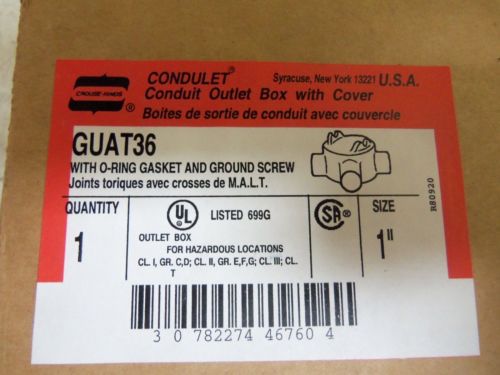 CROUSE-HINDS
®
CONDULET® Syracuse, New York 13221 U.S.A.
Conduit Outlet Box with Cover
Boites de sortie de conduit avec couvercle
GUAT36
WITH O-RING GASKET AND GROUND SCREW
Joints toriques avec crosses de M.A.L.T.
QUANTITY
1
UL
®
LISTED 699G
OUTLET BOX
FOR HAZARDOUS LOCATIONS
CL. I, GR. C,D; CL. II, GR. E,F,G; CL. III; CL.
T
SA
®
SIZE
1"
R80920
3 0 782274 46760 4